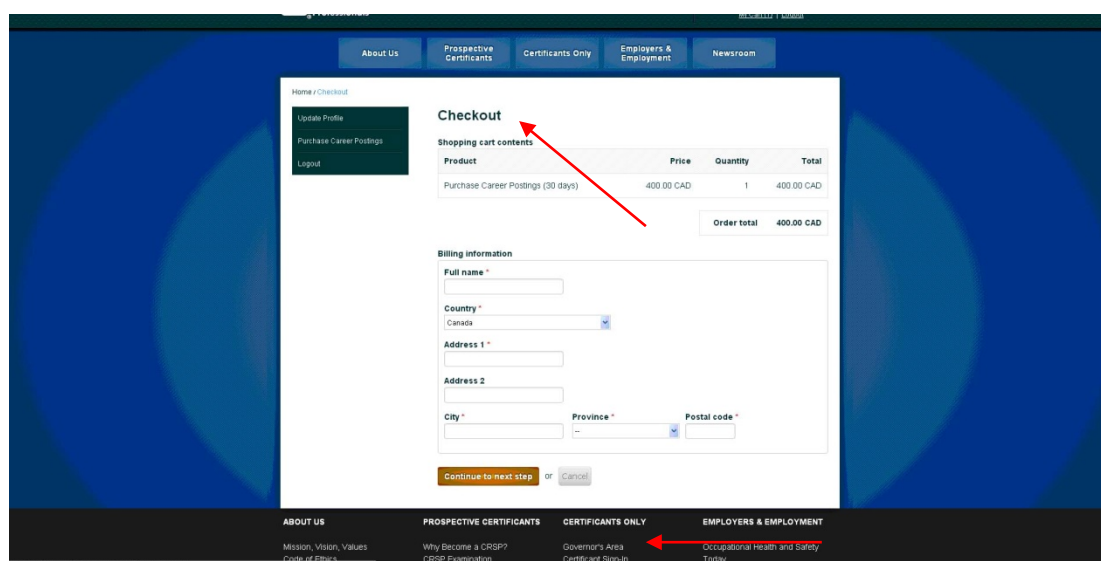 About Us
Prospective Certificants
Certificants Only
Employers & Employment
Newsroom
Home / Checkout
Update Profile
Purchase Career Postings
Logout
Checkout
Shopping cart contents
Product Price Quantity Total
Purchase Career Postings (30 days) 400.00 CAD 1 400.00 CAD
Order total 400.00 CAD
Billing information
Full name *
Country *
Canada
Address 1 *
Address 2
City * Province * Postal code *
--
Continue to next step or Cancel
ABOUT US PROSPECTIVE CERTIFICANTS CERTIFICANTS ONLY EMPLOYERS & EMPLOYMENT
Mission, Vision, Values Why Become a CRSP? Governor's Area Occupational Health and Safety
Code of Ethics CRSP Examination Certificant Sign-In Today